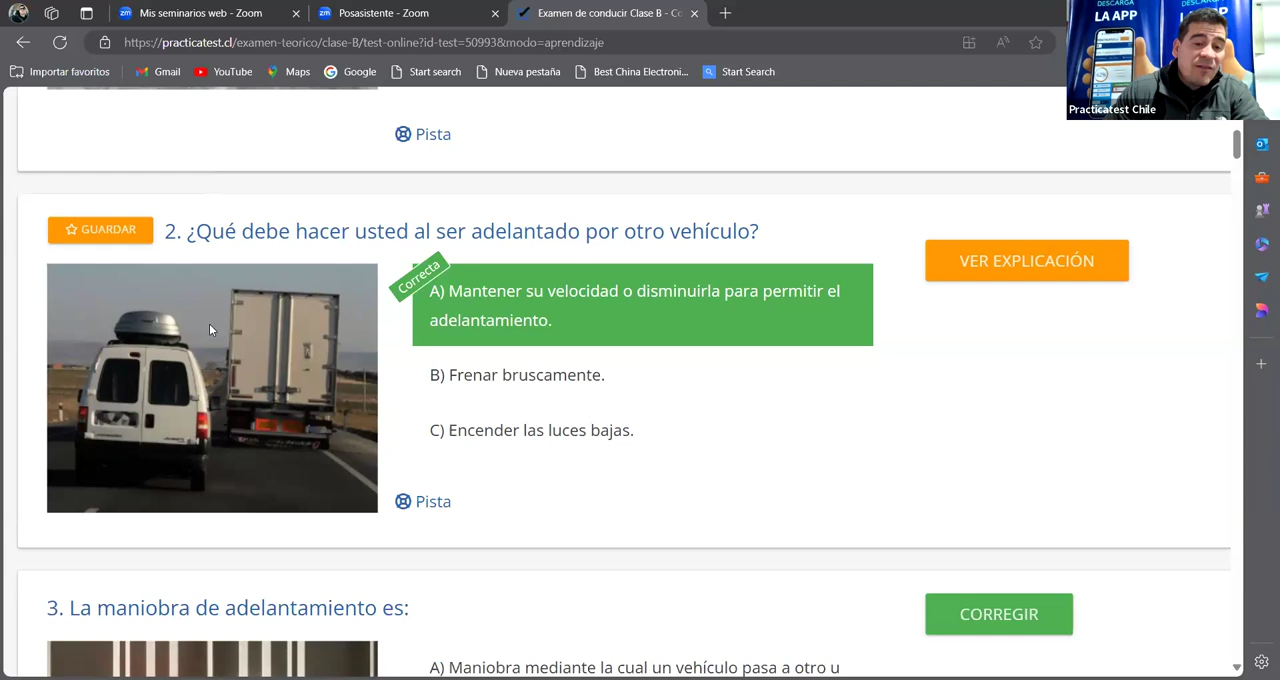 Mis seminarios web - Zoom
Posasistente - Zoom
Examen de conducir Clase B - Co
https://practicatest.cl/examen-teorico/clase-B/test-online?id-test=50993&modo=aprendizaje
Importar favoritos
Gmail
YouTube
Maps
Google
Start search
Nueva pestaña
Best China Electroni...
Start Search
DESCARGA
LA APP
DESCARGA
LA APP
Practicatest Chile
Pista
GUARDAR
2. ¿Qué debe hacer usted al ser adelantado por otro vehículo?
VER EXPLICACIÓN
Correcta
A) Mantener su velocidad o disminuirla para permitir el
adelantamiento.
B) Frenar bruscamente.
C) Encender las luces bajas.
Pista
3. La maniobra de adelantamiento es:
CORREGIR
A) Maniobra mediante la cual un vehículo pasa a otro u